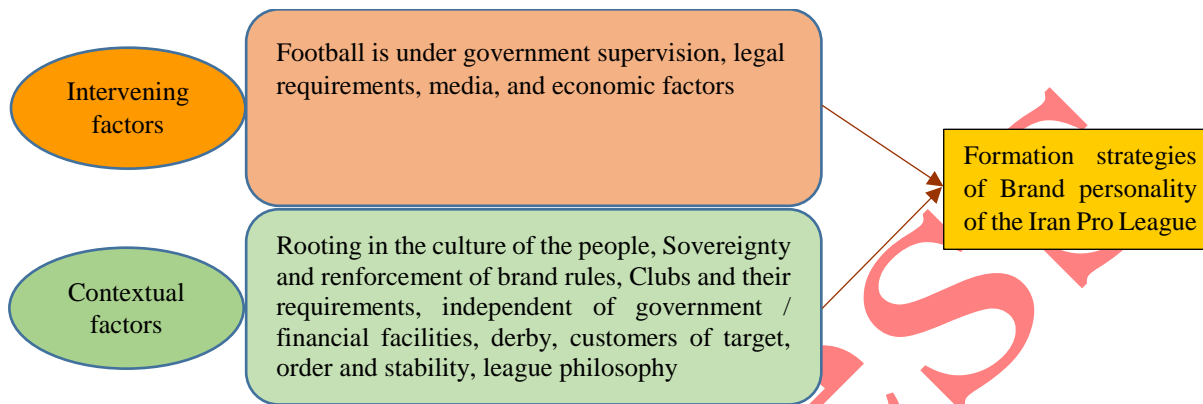 Intervening
factors
Football is under government supervision, legal
requirements, media, and economic factors
Formation strategies
of Brand personality
of the Iran Pro League
Contextual
factors
Rooting in the culture of the people, Sovereignty
and renforcement of brand rules, Clubs and their
requirements, independent of government /
financial facilities, derby, customers of target,
order and stability, league philosophy